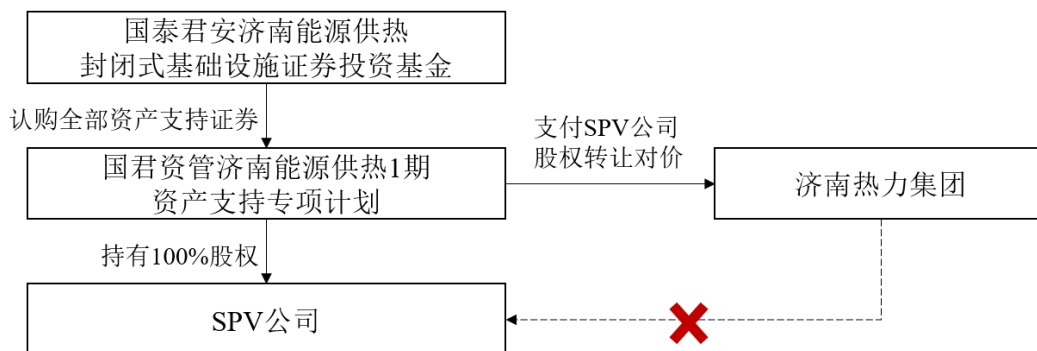 国泰君安济南能源供热
封闭式基础设施证券投资基金
认购全部资产支持证券
支付SPV公司
股权转让对价
国君资管济南能源供热1期
资产支持专项计划
济南热力集团
持有100%股权
SPV公司